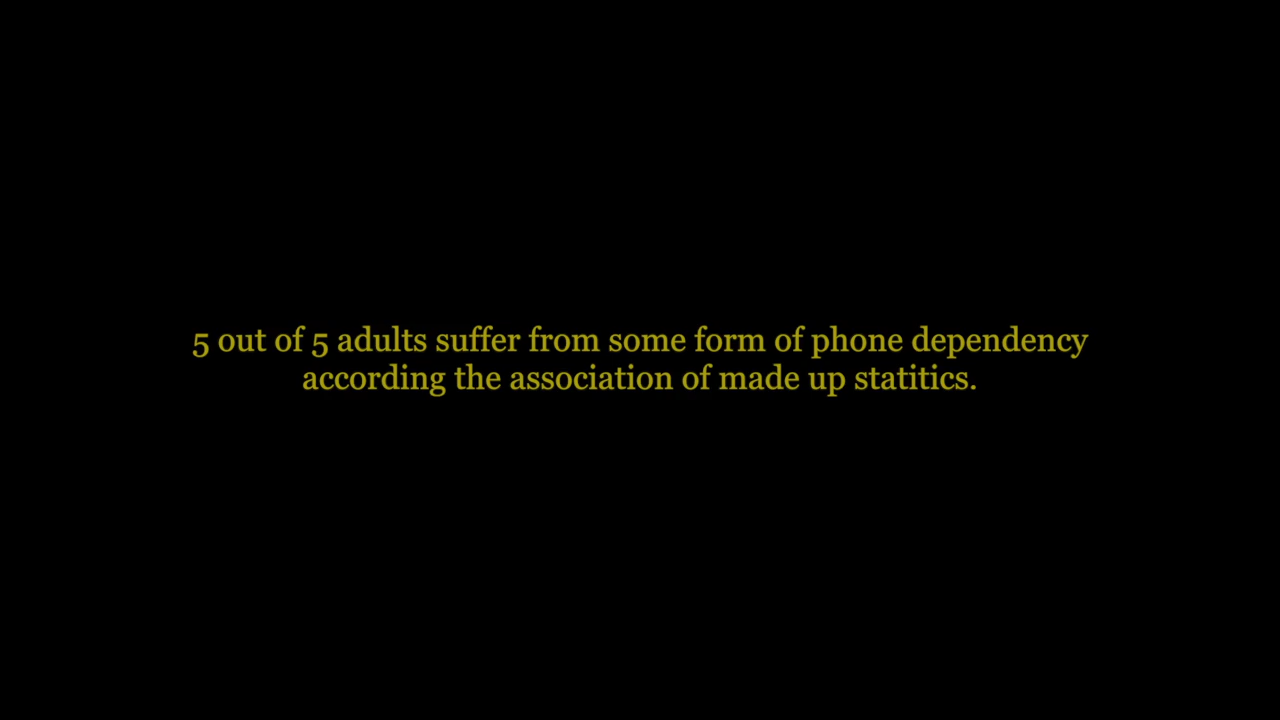 5 out of 5 adults suffer from some form of phone dependency
according the association of made up statitics.